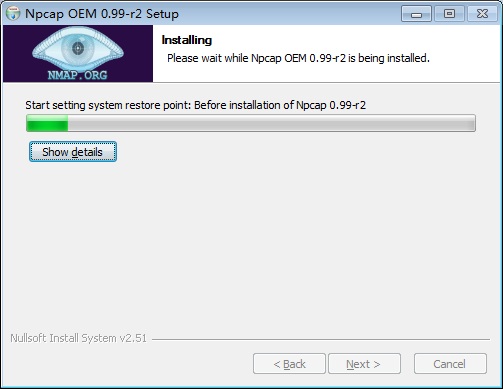 Npcap OEM 0.99-r2 Setup
NMAP.ORG
Installing
Please wait while Npcap OEM 0.99-r2 is being installed.
Start setting system restore point: Before installation of Npcap 0.99-r2
Show details
Nullsoft Install System v2.51
< Back Next > Cancel